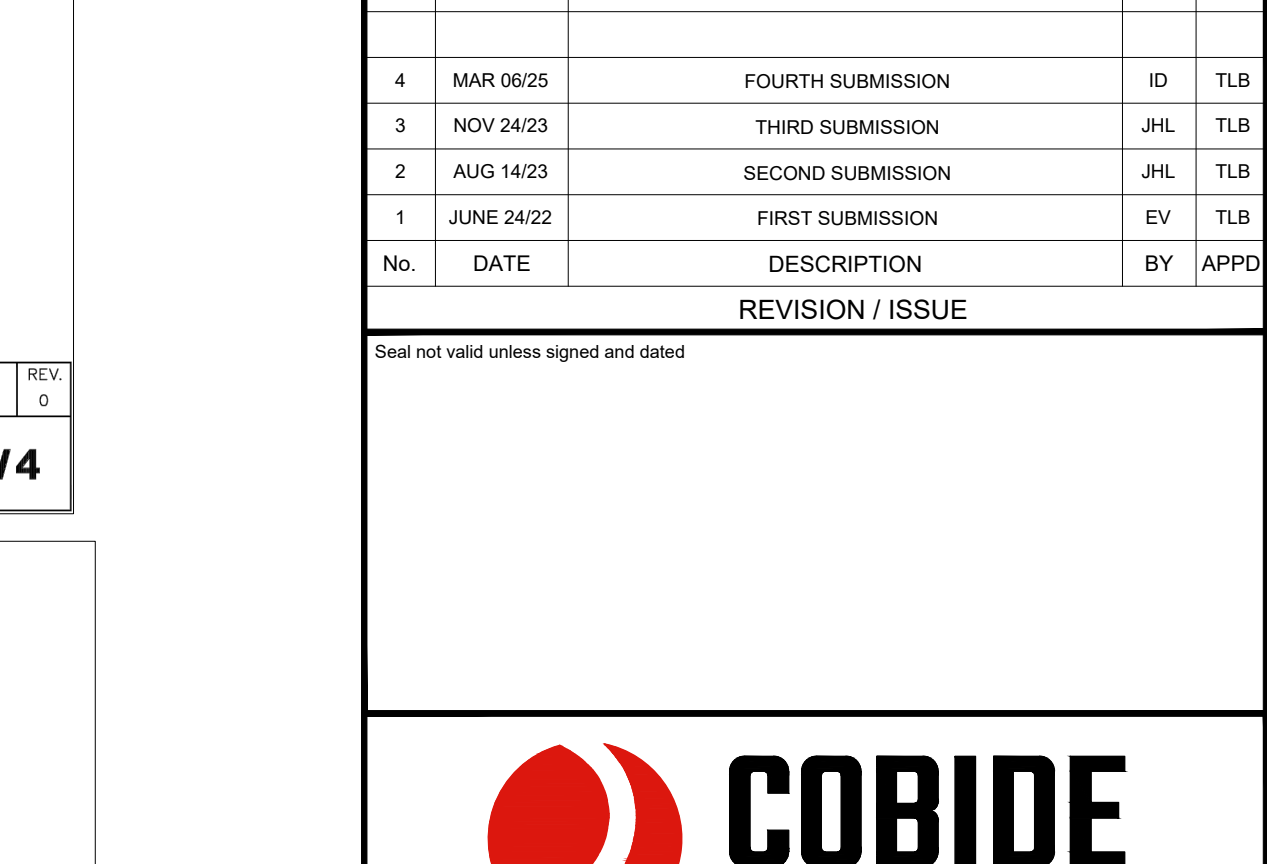 4 MAR 06/25 FOURTH SUBMISSION ID TLB
3 NOV 24/23 THIRD SUBMISSION JHL TLB
2 AUG 14/23 SECOND SUBMISSION JHL TLB
1 JUNE 24/22 FIRST SUBMISSION EV TLB
No. DATE DESCRIPTION BY APPD
REVISION / ISSUE
Seal not valid unless signed and dated
REV.
0
4
COBIDE